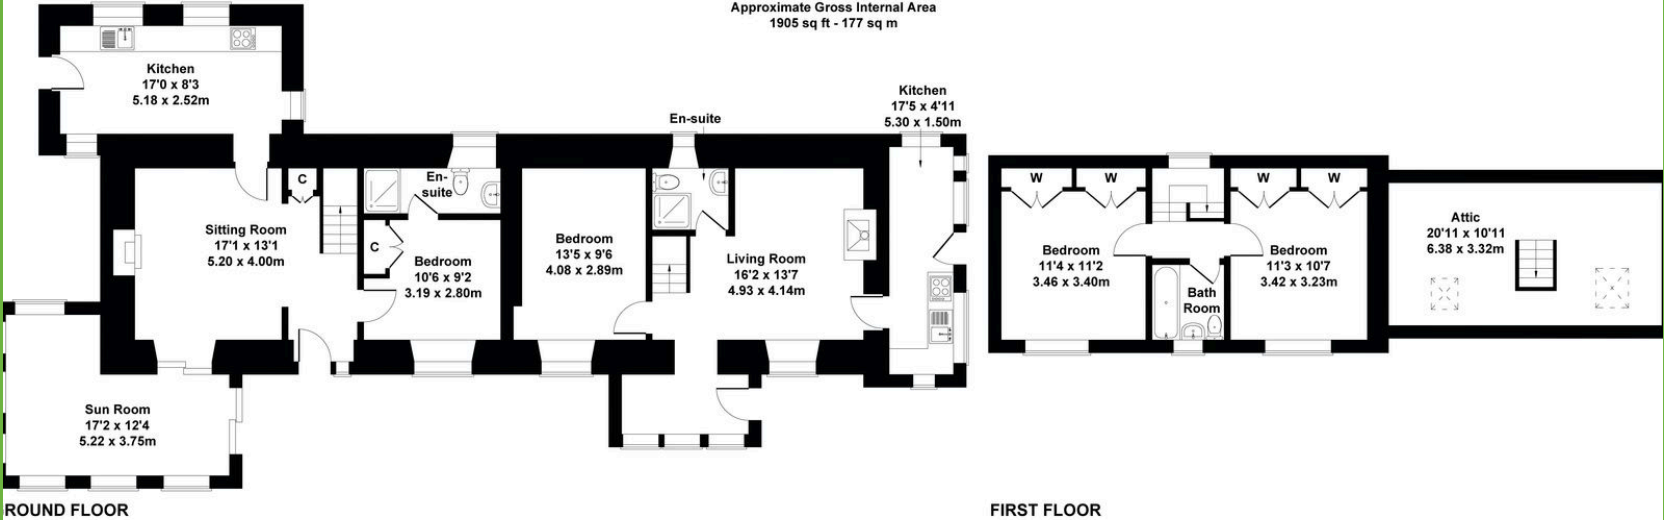 Approximate Gross Internal Area
1905 sq ft - 177 sq m
Kitchen
17'0 x 8'3
5.18 x 2.52m
Kitchen
17'5 x 4'11
5.30 x 1.50m
En-suite
C
En-
suite
Sitting Room
17'1 x 13'1
5.20 x 4.00m
C
Bedroom
10'6 x 9'2
3.19 x 2.80m
Bedroom
13'5 x 9'6
4.08 x 2.89m
Living Room
16'2 x 13'7
4.93 x 4.14m
Sun Room
17'2 x 12'4
5.22 x 3.75m
W
W
W
W
Bedroom
11'4 x 11'2
3.46 x 3.40m
Bath
Room
Bedroom
11'3 x 10'7
3.42 x 3.23m
Attic
20'11 x 10'11
6.38 x 3.32m
ROUND FLOOR
FIRST FLOOR